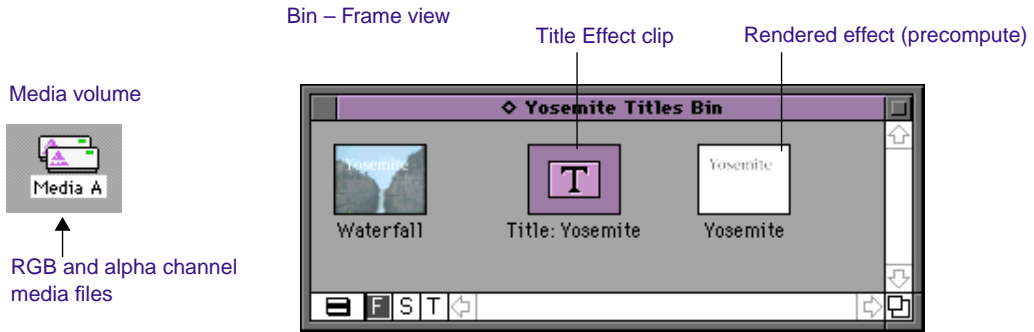 Bin – Frame view
Title Effect clip
Rendered effect (precompute)
Media volume
Yosemite Titles Bin
Yosemite
T
Yosemite
Media A
Waterfall
Title: Yosemite
Yosemite
RGB and alpha channel
media files
F S T